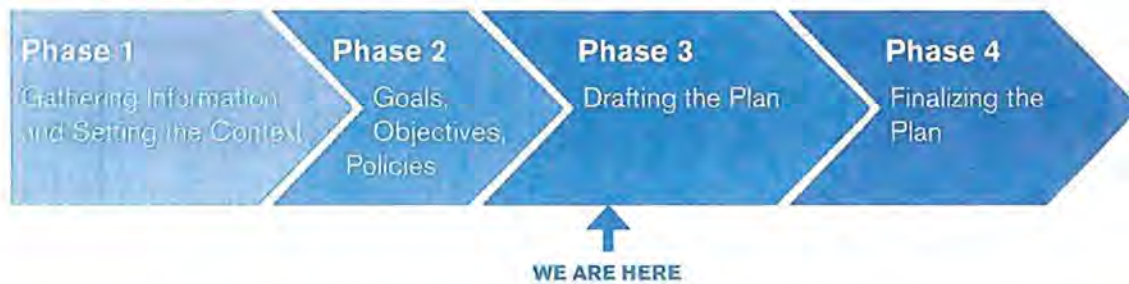 Phase 1
Gathering Information
and Setting the Context
Phase 2
Goals,
Objectives,
Policies
Phase 3
Drafting the Plan
Phase 4
Finalizing the
Plan
WE ARE HERE